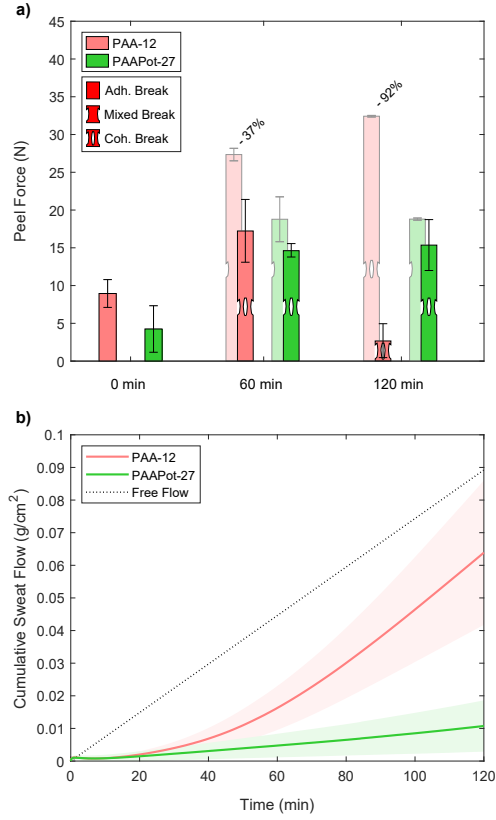 a)
45
40
35
30
25
20
15
10
5
0
Peel Force (N)
PAA-12
PAAPot-27
Adh. Break
Mixed Break
Coh. Break
- 37%
- 92%
0 min
60 min
120 min
b)
0.1
0.09
0.08
0.07
0.06
0.05
0.04
0.03
0.02
0.01
0
Cumulative Sweat Flow (g/cm²)
PAA-12
PAAPot-27
Free Flow
0
20
40
60
80
100
120
Time (min)